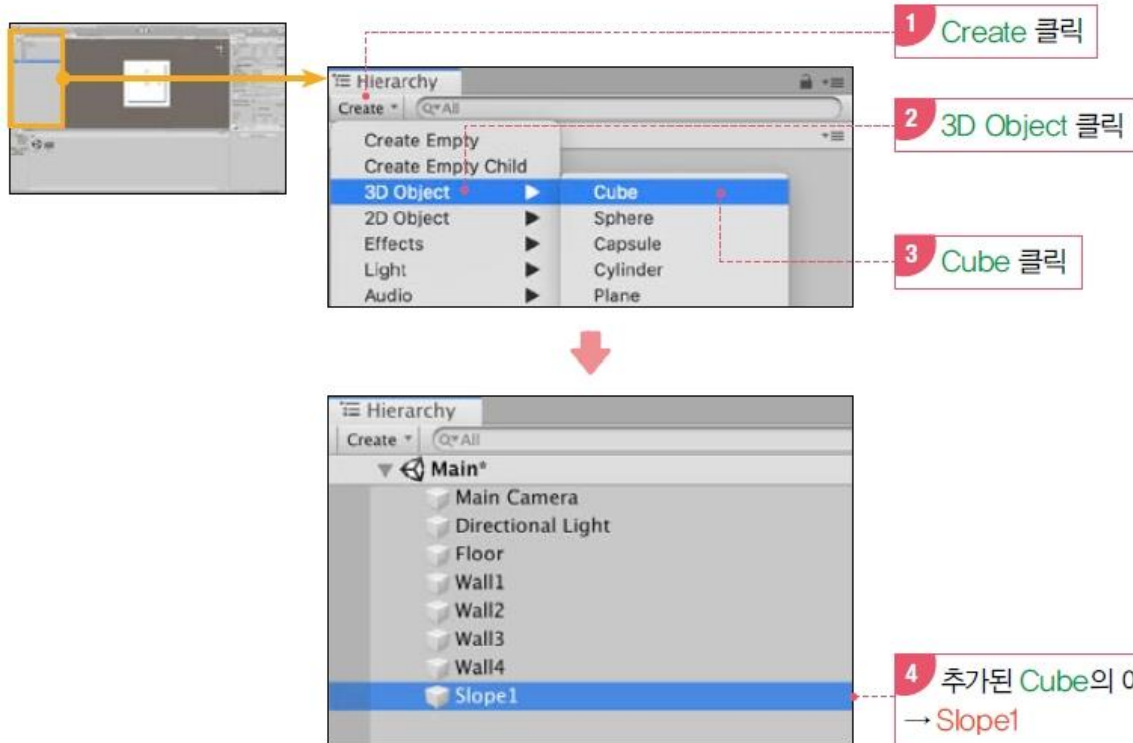 1 Create 클릭
Hierarchy
Create
All
2 3D Object 클릭
Create Empty
Create Empty Child
3D Object
Cube
2D Object
Sphere
Effects
Capsule
3 Cube 클릭
Light
Cylinder
Audio
Plane
Hierarchy
Create
All
Main*
Main Camera
Directional Light
Floor
Wall1
Wall2
Wall3
Wall4
Slope1
4 추가된 Cube의
→ Slope1